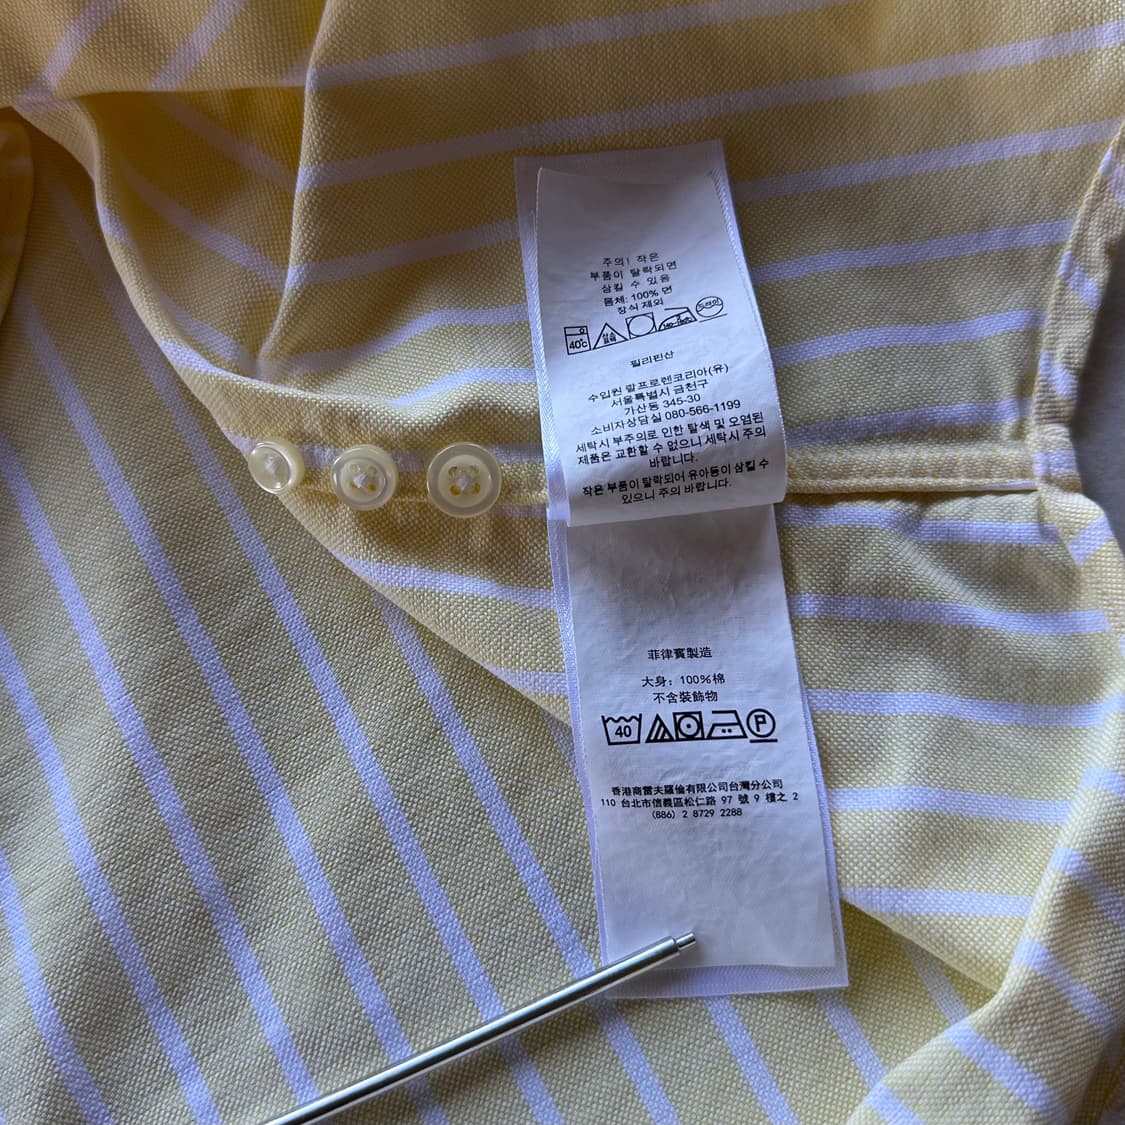 주의! 작은
부품이 탈락되면
삼킬 수 있음
몸체: 100% 면
장식 제외
40°c
필리핀산
수입원 랄프로렌코리아(유)
서울특별시 금천구
가산동 345-30
소비자상담실 080-566-1199
세탁시 부주의로 인한 탈색 및 오염된
제품은 교환할 수 없으니 세탁시 주의
바랍니다.
작은 부품이 탈락되어 유아등이 삼킬 수
있으니 주의 바랍니다.
菲律賓製造
大身: 100%棉
不含裝飾物
40 P
香港商雷夫羅倫有限公司台灣分公司
110 台北市信義區松仁路 97 號 9 樓之 2
(886) 2 8729 2288